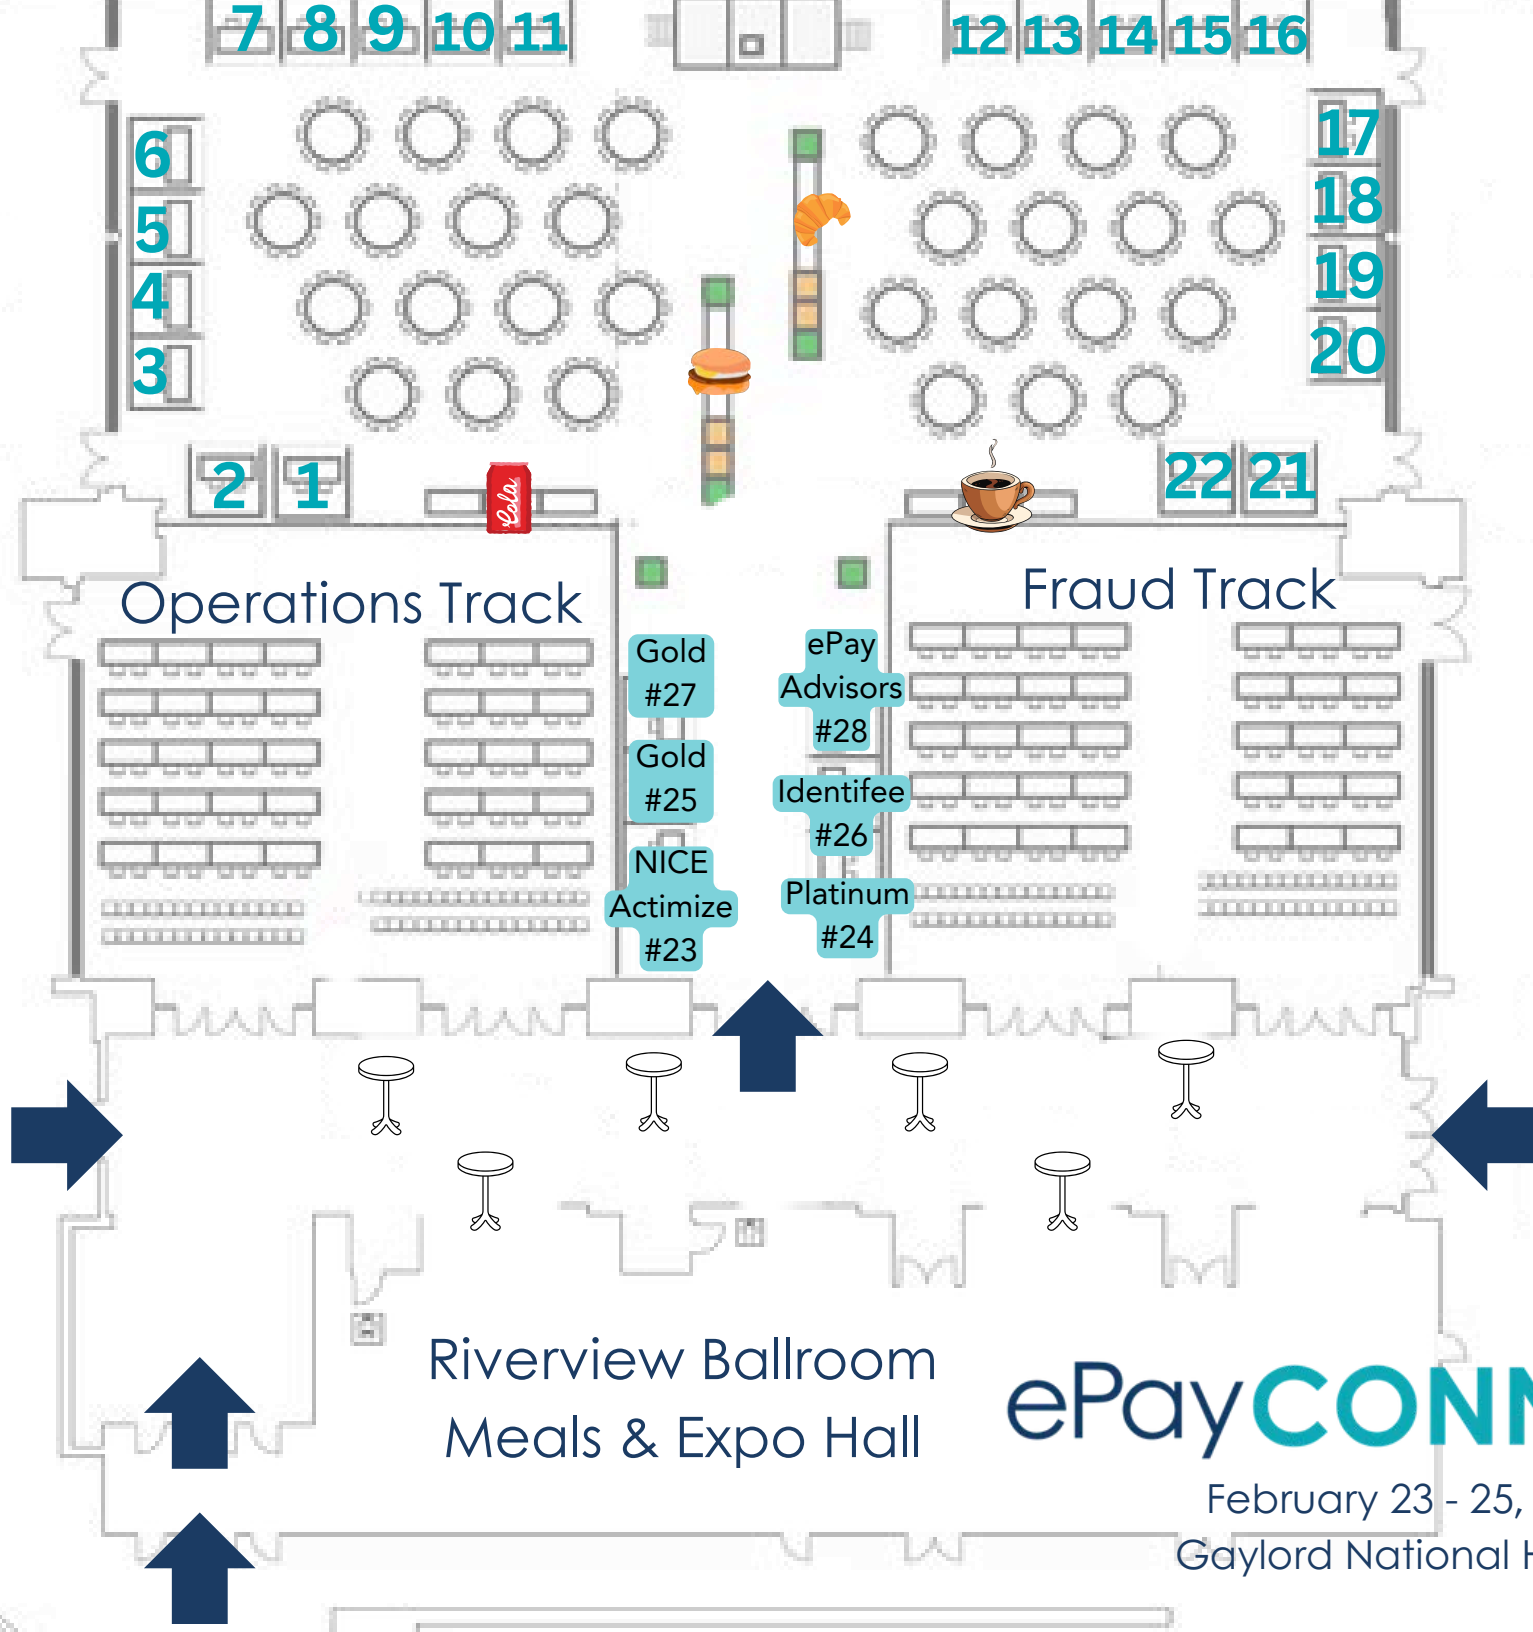 7 8 9 10 11
12 13 14 15 16
6
5
4
3
17
18
19
20
2 1
Cola
22 21
Operations Track
Fraud Track
Gold
#27
Gold
#25
NICE
Actimize
#23
ePay
Advisors
#28
Identifee
#26
Platinum
#24
Riverview Ballroom
Meals & Expo Hall
ePayCONN
February 23 - 25,
Gaylord National H